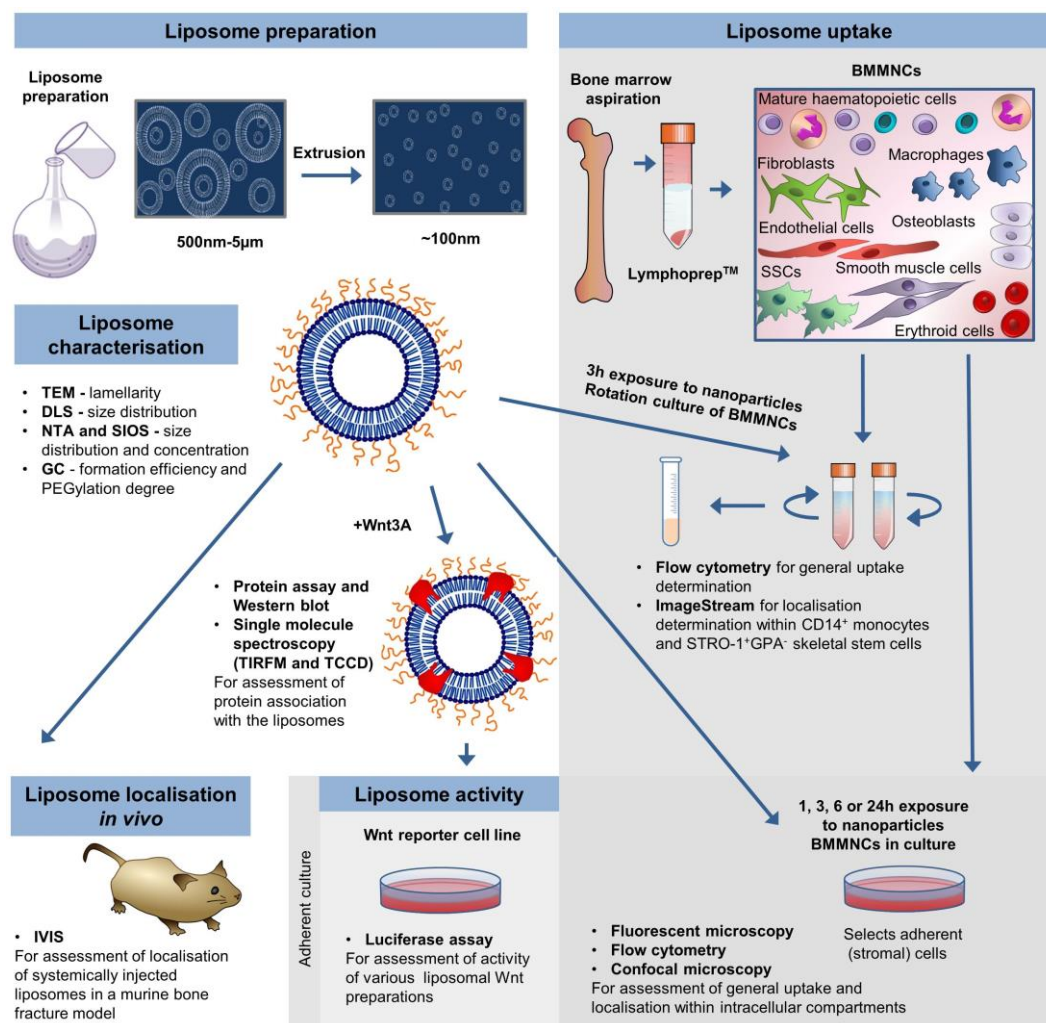 Liposome preparation
Liposome
preparation
Extrusion
500nm-5µm
~100nm
Liposome
characterisation
• TEM - lamellarity
• DLS - size distribution
• NTA and SIOS - size
distribution and concentration
• GC - formation efficiency and
PEGylation degree
+Wnt3A
• Protein assay and
Western blot
• Single molecule
spectroscopy
(TIRFM and TCCD)
For assessment of
protein association
with the liposomes
Liposome localisation
in vivo
• IVIS
For assessment of localisation
of systemically injected
liposomes in a murine bone
fracture model
Adherent culture
Liposome activity
Wnt reporter cell line
• Luciferase assay
For assessment of activity
of various liposomal Wnt
preparations
Liposome uptake
Bone marrow
aspiration
Lymphoprep™
BMMNCs
Mature haematopoietic cells
Fibroblasts
Macrophages
Endothelial cells
Osteoblasts
SSCs
Smooth muscle cells
Erythroid cells
3h exposure to nanoparticles
Rotation culture of BMMNCs
• Flow cytometry for general uptake
determination
• ImageStream for localisation
determination within CD14⁺ monocytes
and STRO-1⁺GPA⁻ skeletal stem cells
1, 3, 6 or 24h exposure
to nanoparticles
BMMNCs in culture
Selects adherent
(stromal) cells
• Fluorescent microscopy
• Flow cytometry
• Confocal microscopy
For assessment of general uptake and
localisation within intracellular compartments